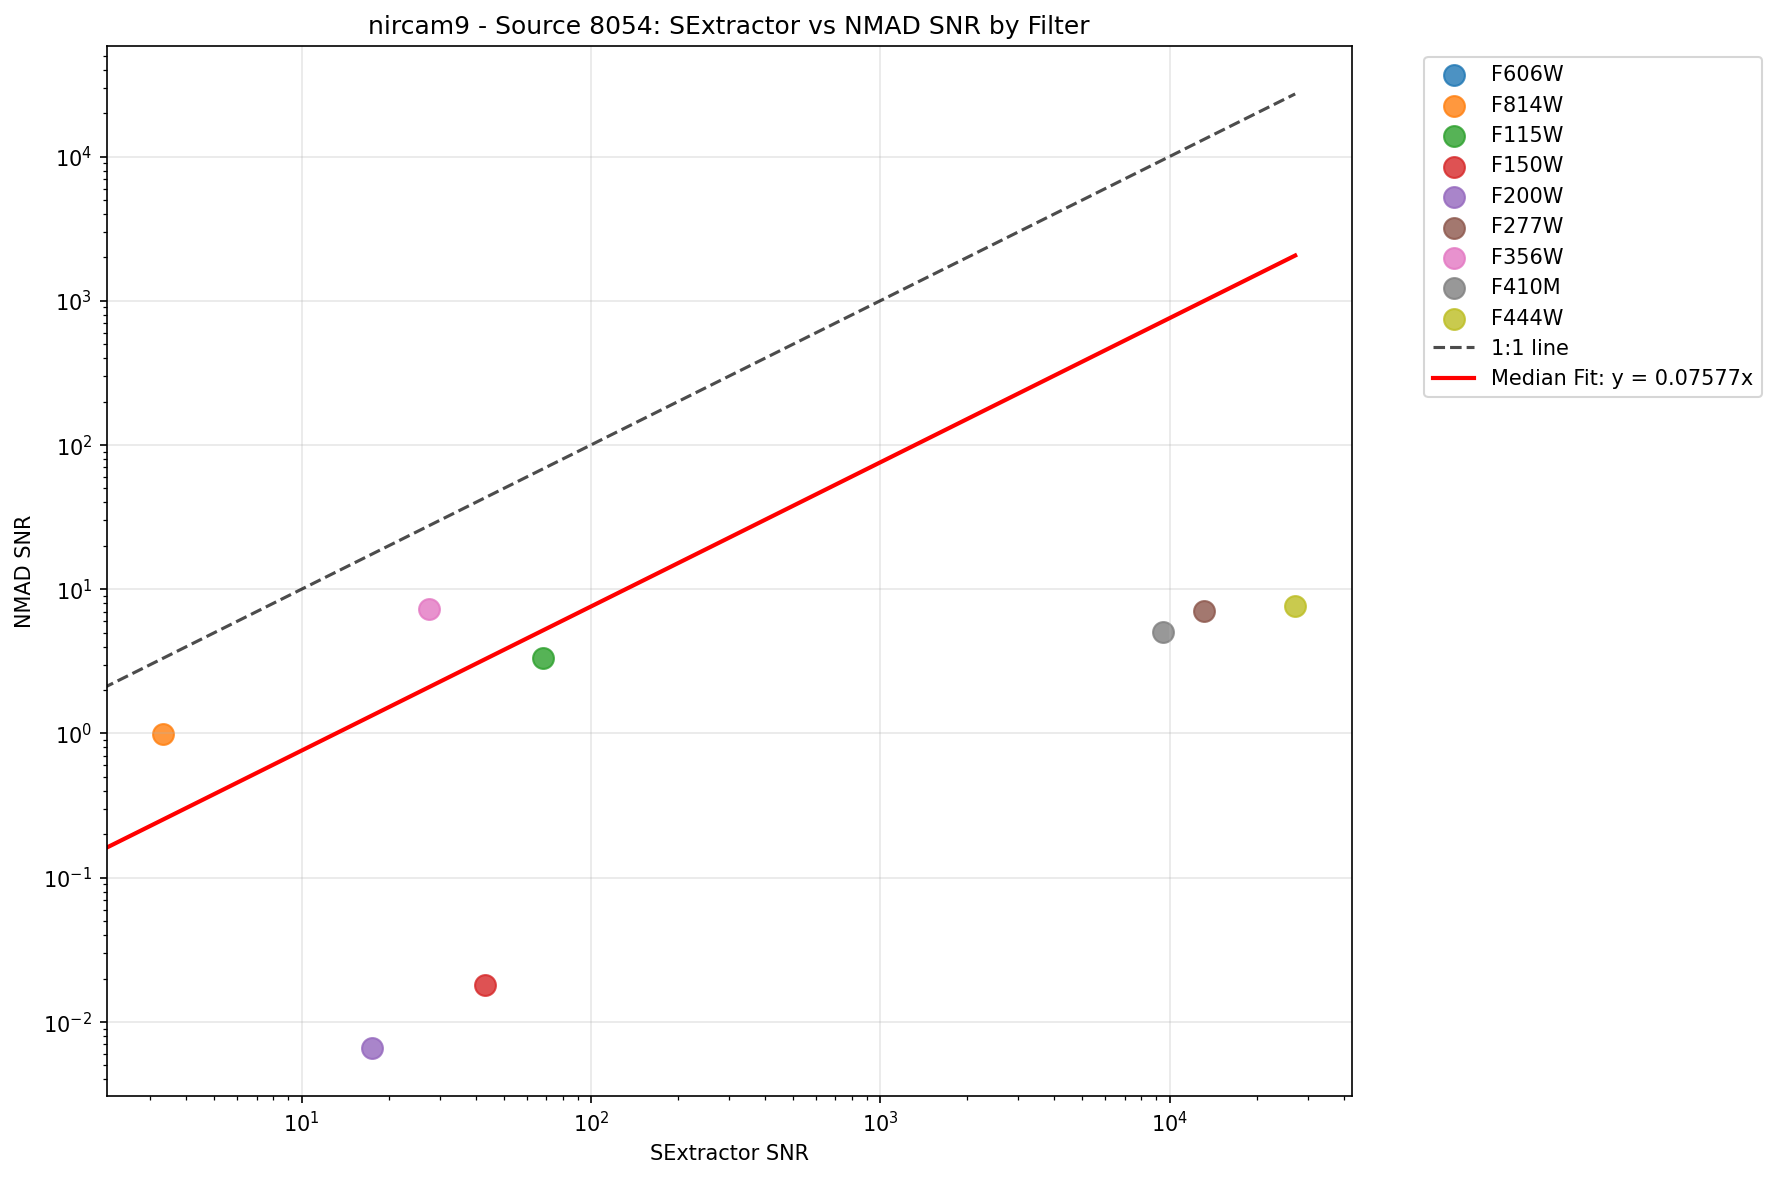 nircam9 - Source 8054: SExtractor vs NMAD SNR by Filter
NMAD SNR
10^4
10^3
10^2
10^1
10^0
10^-1
10^-2
10^1
10^2
10^3
10^4
SExtractor SNR
F606W
F814W
F115W
F150W
F200W
F277W
F356W
F410M
F444W
1:1 line
Median Fit: y = 0.07577x